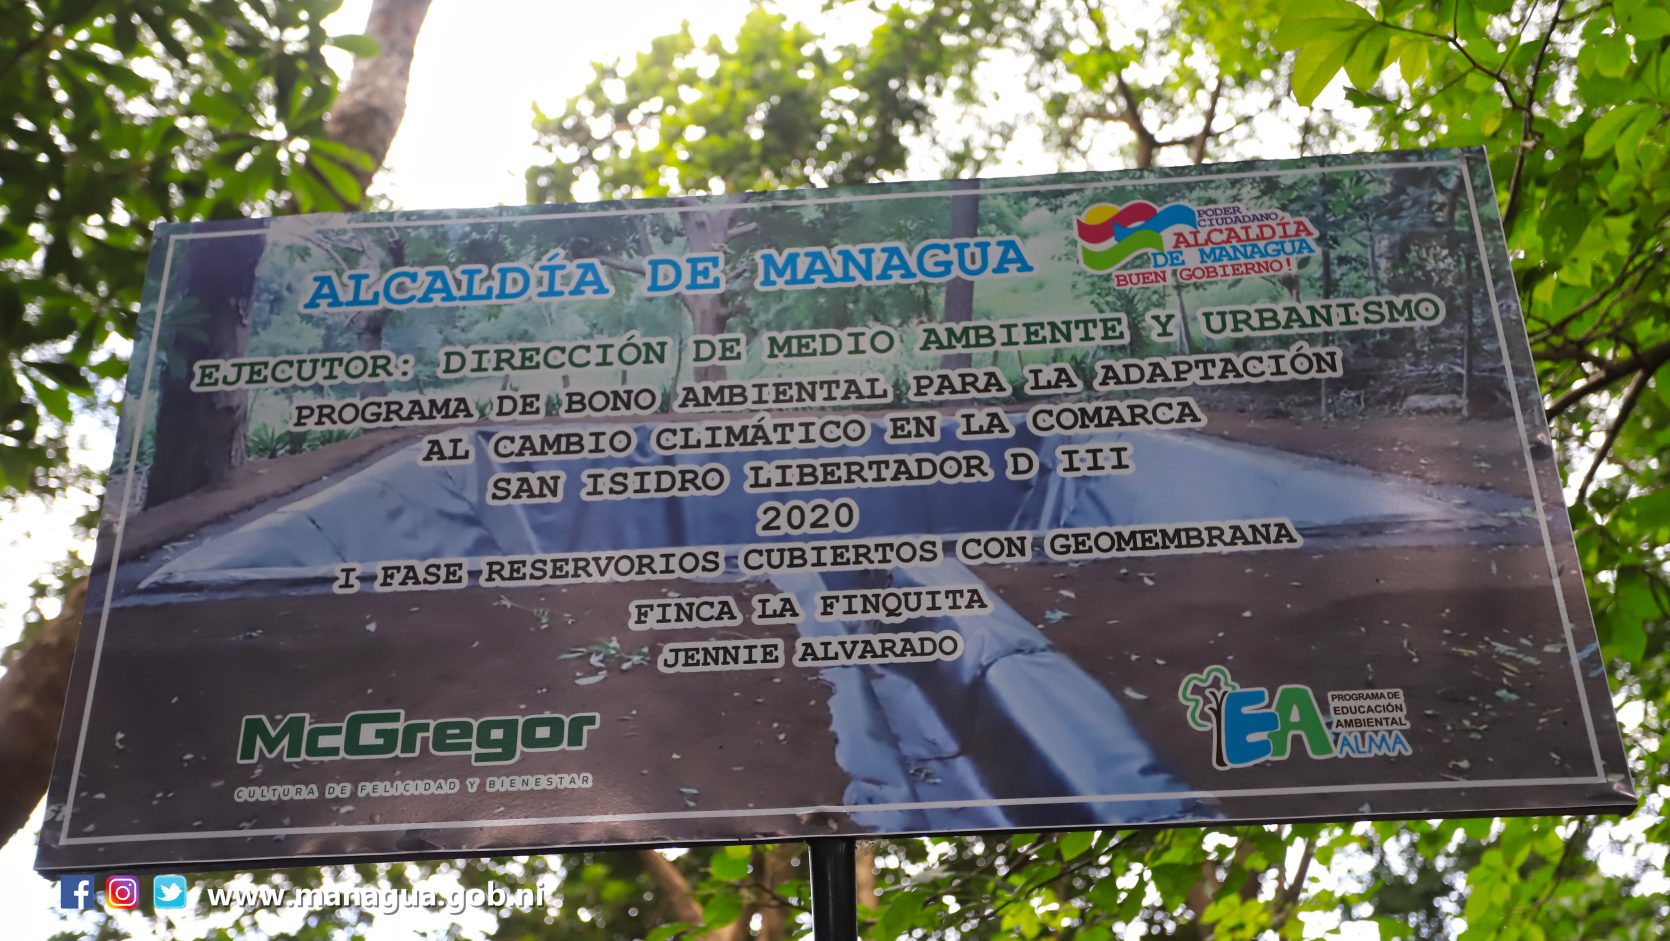 ALCALDÍA DE MANAGUA
PODER
CIUDADANO
ALCALDÍA
DE MANAGUA
BUEN GOBIERNO!
EJECUTOR: DIRECCIÓN DE MEDIO AMBIENTE Y URBANISMO
PROGRAMA DE BONO AMBIENTAL PARA LA ADAPTACIÓN
AL CAMBIO CLIMÁTICO EN LA COMARCA
SAN ISIDRO LIBERTADOR D III
2020
I FASE RESERVORIOS CUBIERTOS CON GEOMEMBRANA
FINCA LA FINQUITA
JENNIE ALVARADO
McGregor
CULTURA DE FELICIDAD Y BIENESTAR
EA
PROGRAMA DE
EDUCACIÓN
AMBIENTAL
ALMA
www.managua.gob.ni